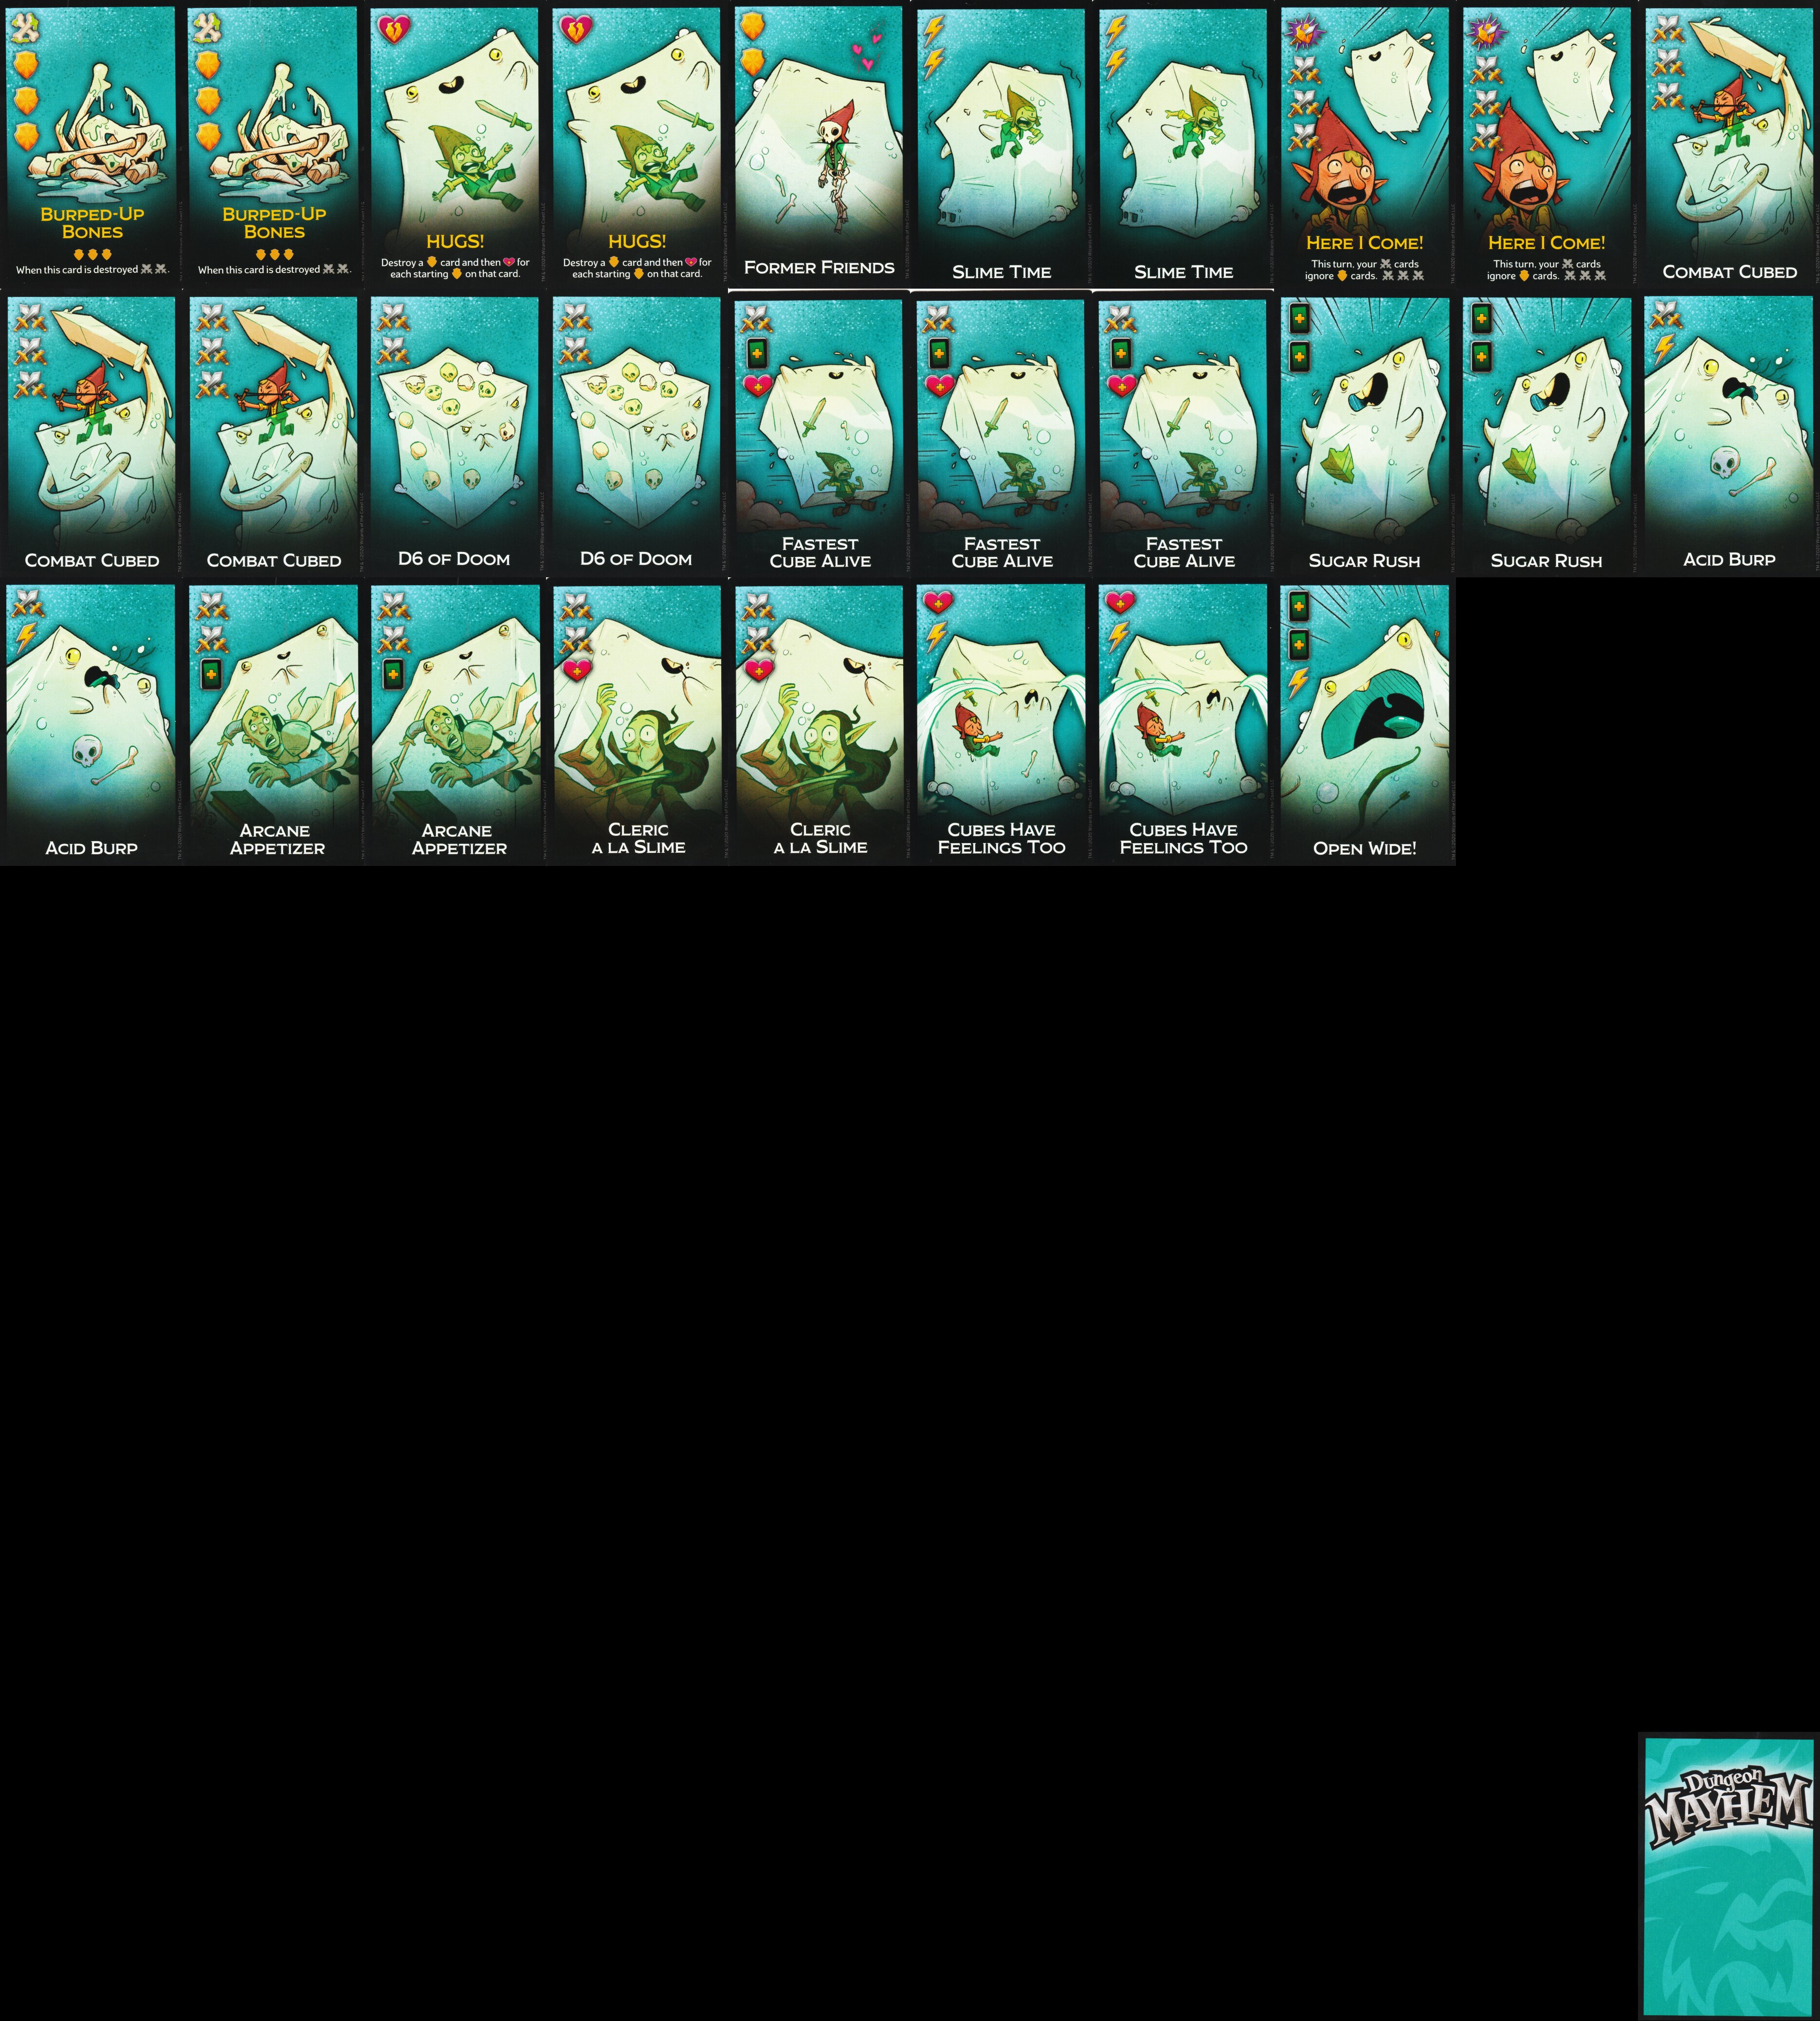 BURPED-UP
BONES
When this card is destroyed
BURPED-UP
BONES
When this card is destroyed
HUGS!
Destroy a card and then for
each starting on that card.
HUGS!
Destroy a card and then for
each starting on that card.
FORMER FRIENDS
SLIME TIME
SLIME TIME
HERE I COME!
This turn, your cards
ignore cards.
HERE I COME!
This turn, your cards
ignore cards.
COMBAT CUBED
COMBAT CUBED
COMBAT CUBED
D6 OF DOOM
D6 OF DOOM
FASTEST
CUBE ALIVE
FASTEST
CUBE ALIVE
FASTEST
CUBE ALIVE
SUGAR RUSH
SUGAR RUSH
ACID BURP
ACID BURP
ARCANE
APPETIZER
ARCANE
APPETIZER
CLERIC
A LA SLIME
CLERIC
A LA SLIME
CUBES HAVE
FEELINGS TOO
CUBES HAVE
FEELINGS TOO
OPEN WIDE!
Dungeon
MAYHEM